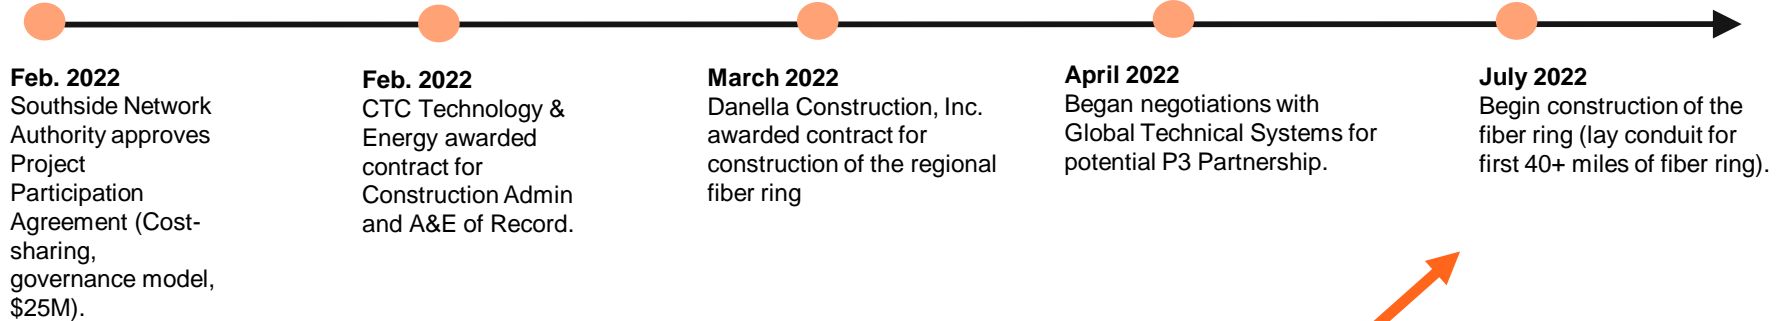 Feb. 2022
Southside Network
Authority approves
Project
Participation
Agreement (Cost-
sharing,
governance model,
$25M).
Feb. 2022
CTC Technology &
Energy awarded
contract for
Construction Admin
and A&E of Record.
March 2022
Danella Construction, Inc.
awarded contract for
construction of the regional
fiber ring
April 2022
Began negotiations with
Global Technical Systems for
potential P3 Partnership.
July 2022
Begin construction of the
fiber ring (lay conduit for
first 40+ miles of fiber ring).